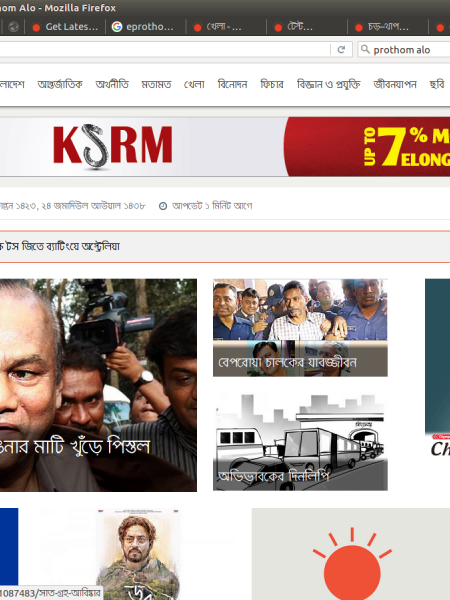 hom Alo - Mozilla Firefox
Get Lates...
eprotho...
খেলা - ...
টেস্ট...
চড়-থাপ...
prothom alo
লাদেশ আন্তর্জাতিক অর্থনীতি মতামত খেলা বিনোদন ফিচার বিজ্ঞান ও প্রযুক্তি জীবনযাপন ছবি
KSRM
UP TO 7% M
ELONG
১৪২৩, ২৪ জমাদিউল আউয়াল ১৪৩৮ আপডেট ১ মিনিট আগে
টস জিতে ব্যাটিংয়ে অস্ট্রেলিয়া
বেপরোয়া চালকের যাবজ্জীবন
নার মাটি খুঁড়ে পিস্তল
অভিভাবকের দিনলিপি
Ch
ডুব
1087483/সাত-গ্রহ-আবিষ্কার